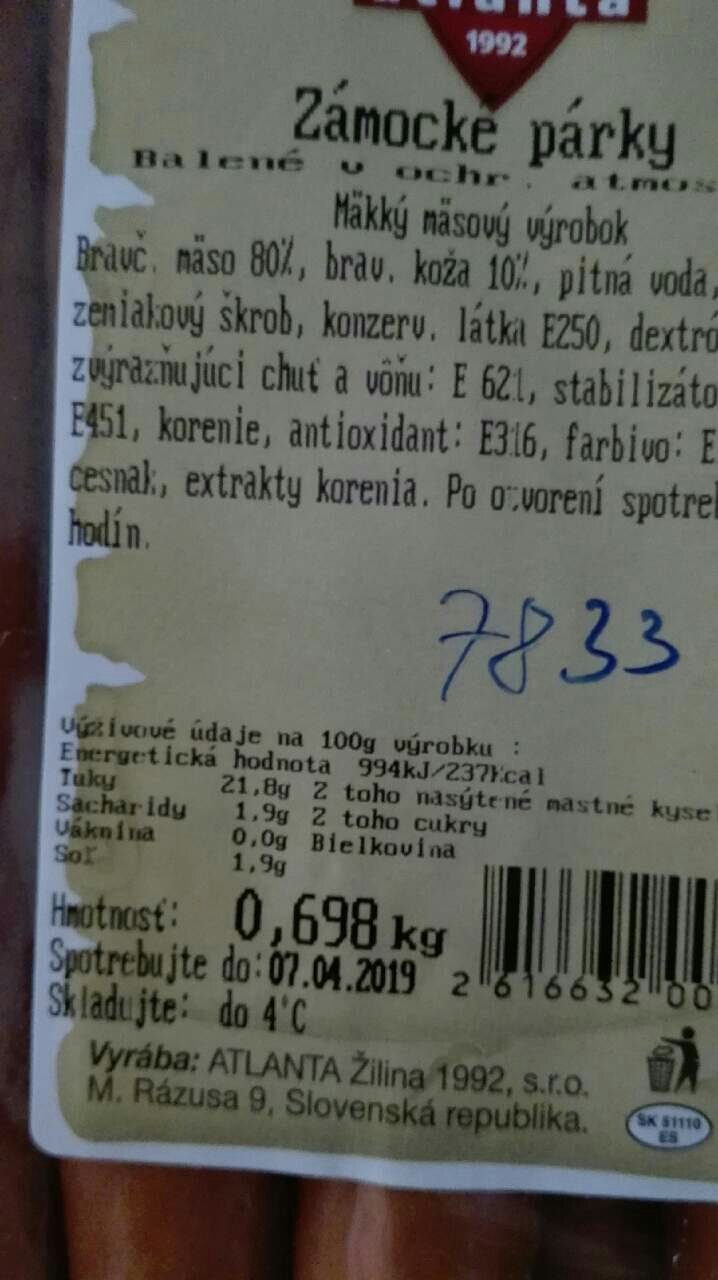 1992
Zámocké párky
Balené v ochr. atmos
Mäkký mäsový výrobok
Bravč. mäso 80%, brav. koža 10%, pitná voda,
zemiakový škrob, konzerv. látka E250, dextró
zvýrazňujúci chuť a vôňu: E 621, stabilizáto
E451, korenie, antioxidant: E316, farbivo: E
cesnak, extrakty korenia. Po otvorení spotreb
hodín.
7833
Výživové údaje na 100g výrobku :
Energetická hodnota 994kJ/237kcal
Tuky 21,8g Z toho nasýtené mastné kysel
Sacharidy 1,9g Z toho cukry
Vláknina 0,0g Bielkovina
Soľ 1,9g
Hmotnosť: 0,698 kg
Spotrebujte do: 07.04.2019
2 616632 00
Skladujte: do 4°C
Vyrába: ATLANTA Žilina 1992, s.r.o.
M. Rázusa 9, Slovenská republika.
SK 51110
ES